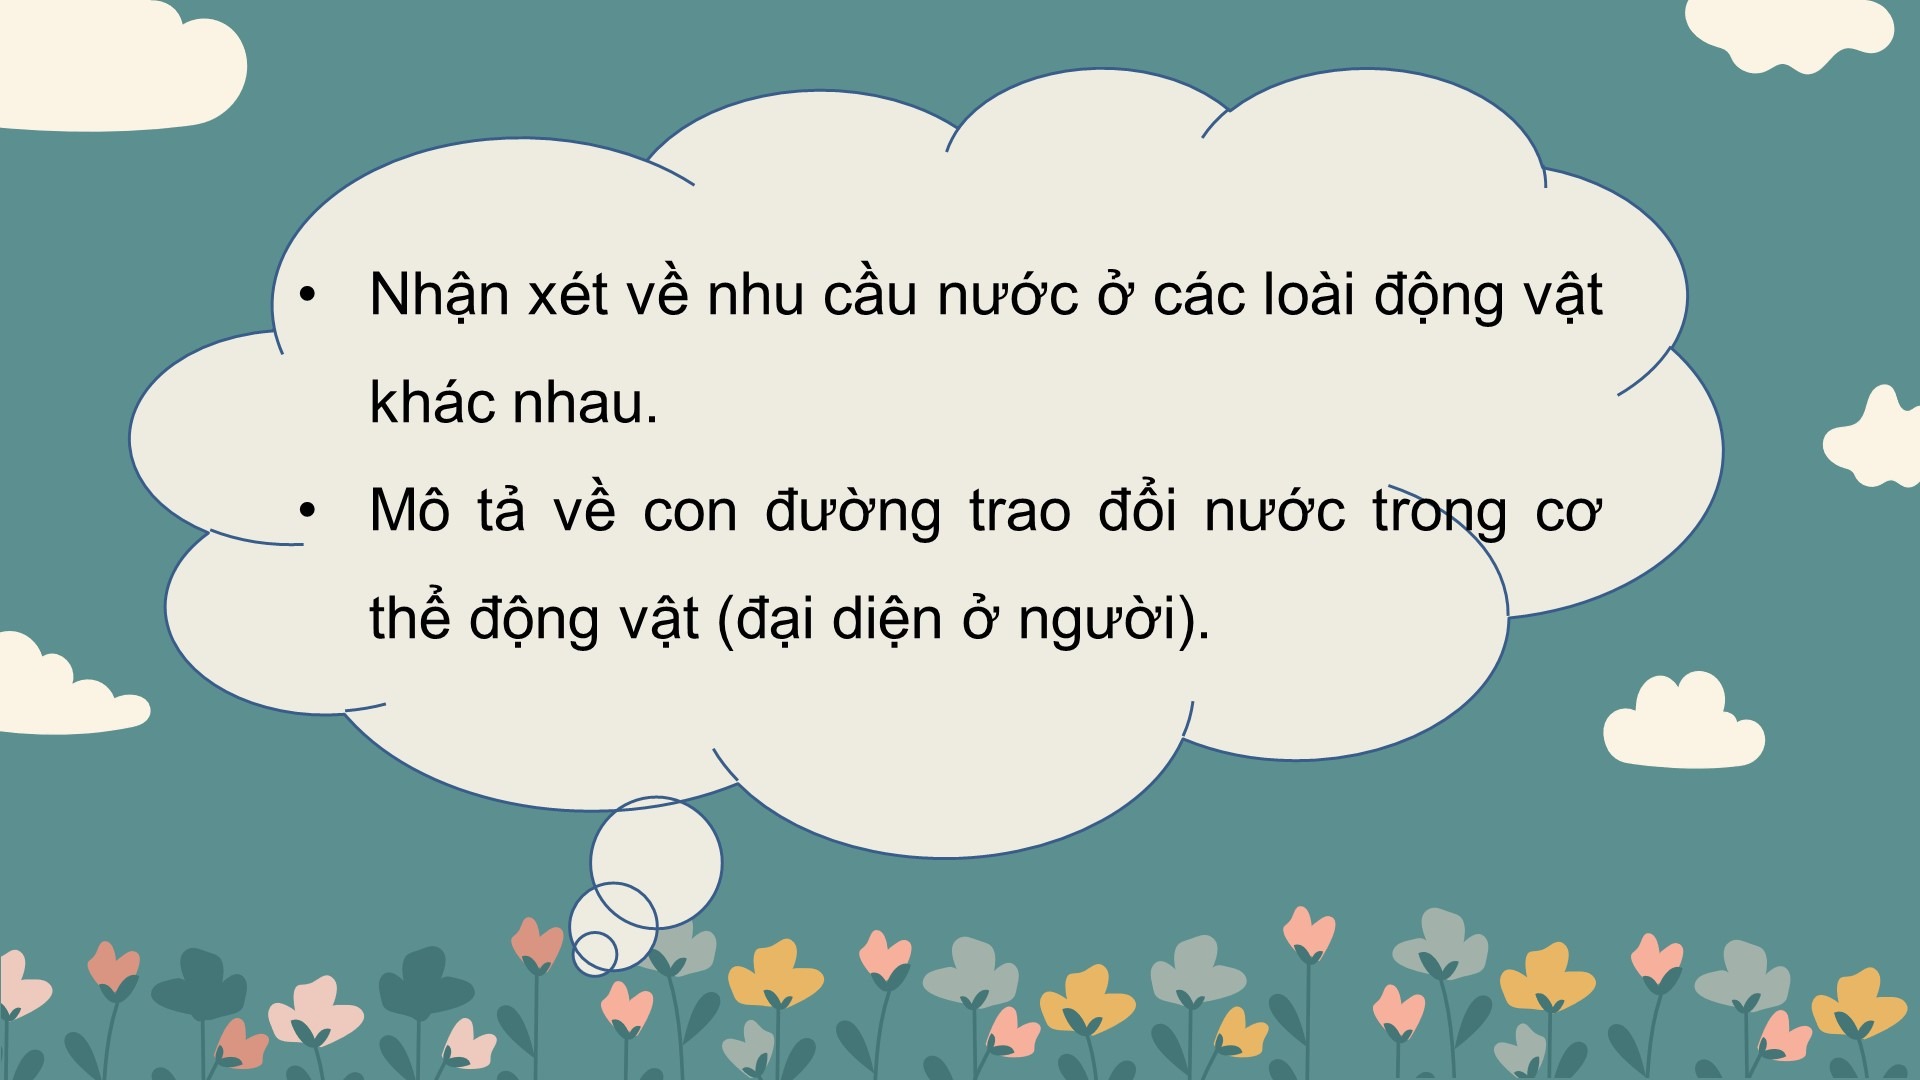 • Nhận xét về nhu cầu nước ở các loài động vật
khác nhau.
• Mô tả về con đường trao đổi nước trong cơ
thể động vật (đại diện ở người).